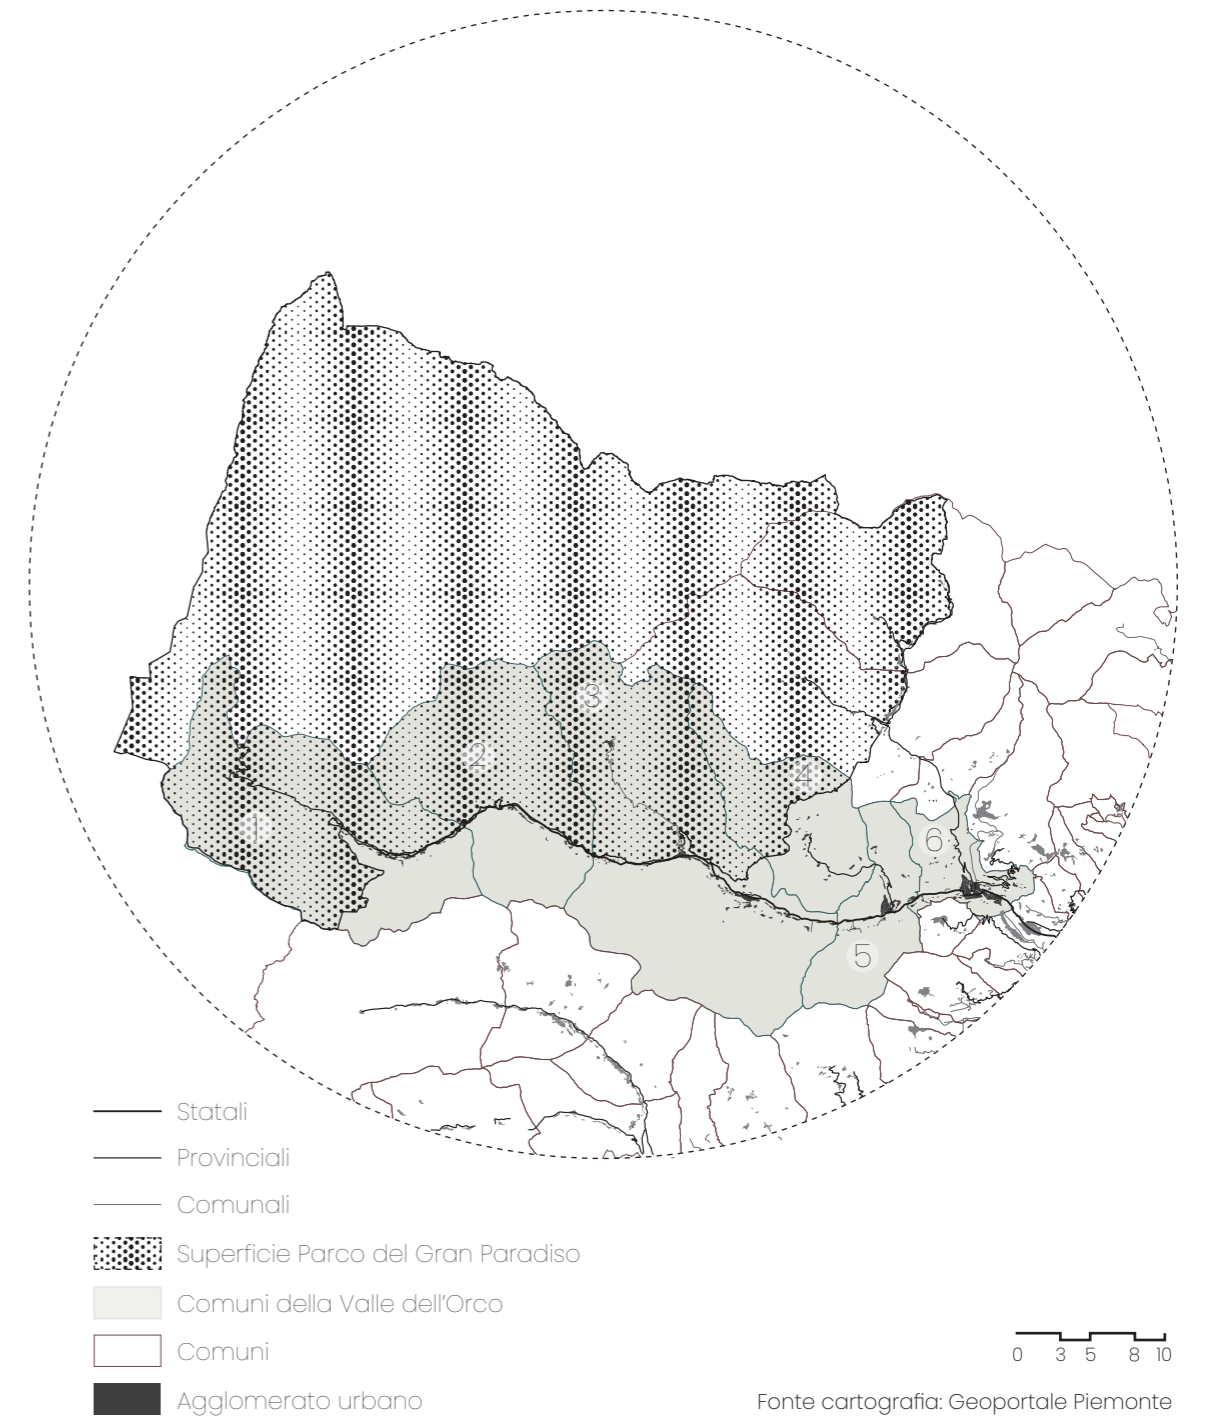 3
2
4
1
6
5
Statali
Provinciali
Comunali
Superficie Parco del Gran Paradiso
Comuni della Valle dell'Orco
Comuni
Agglomerato urbano
0 3 5 8 10
Fonte cartografia: Geoportale Piemonte